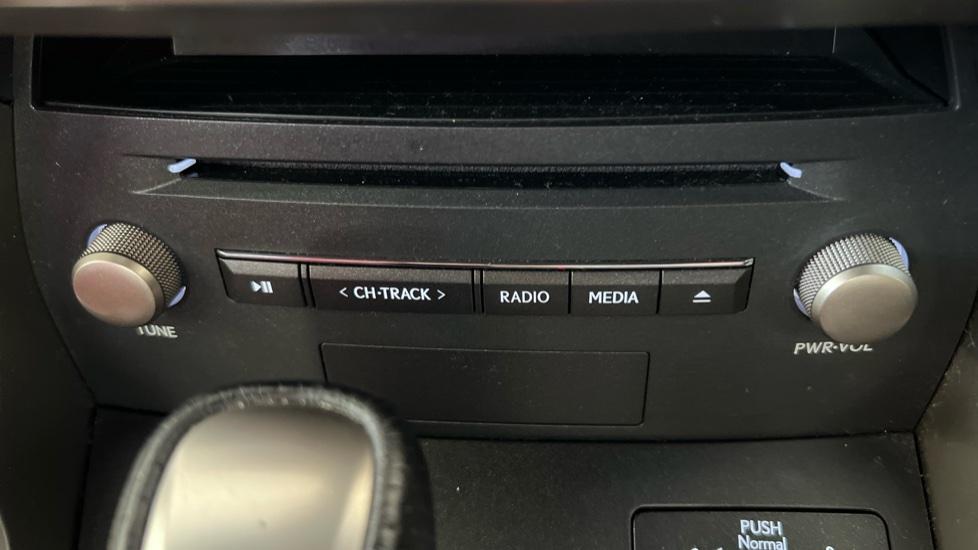 < CH·TRACK >
RADIO
MEDIA
TUNE
PWR·VOL
PUSH
Normal